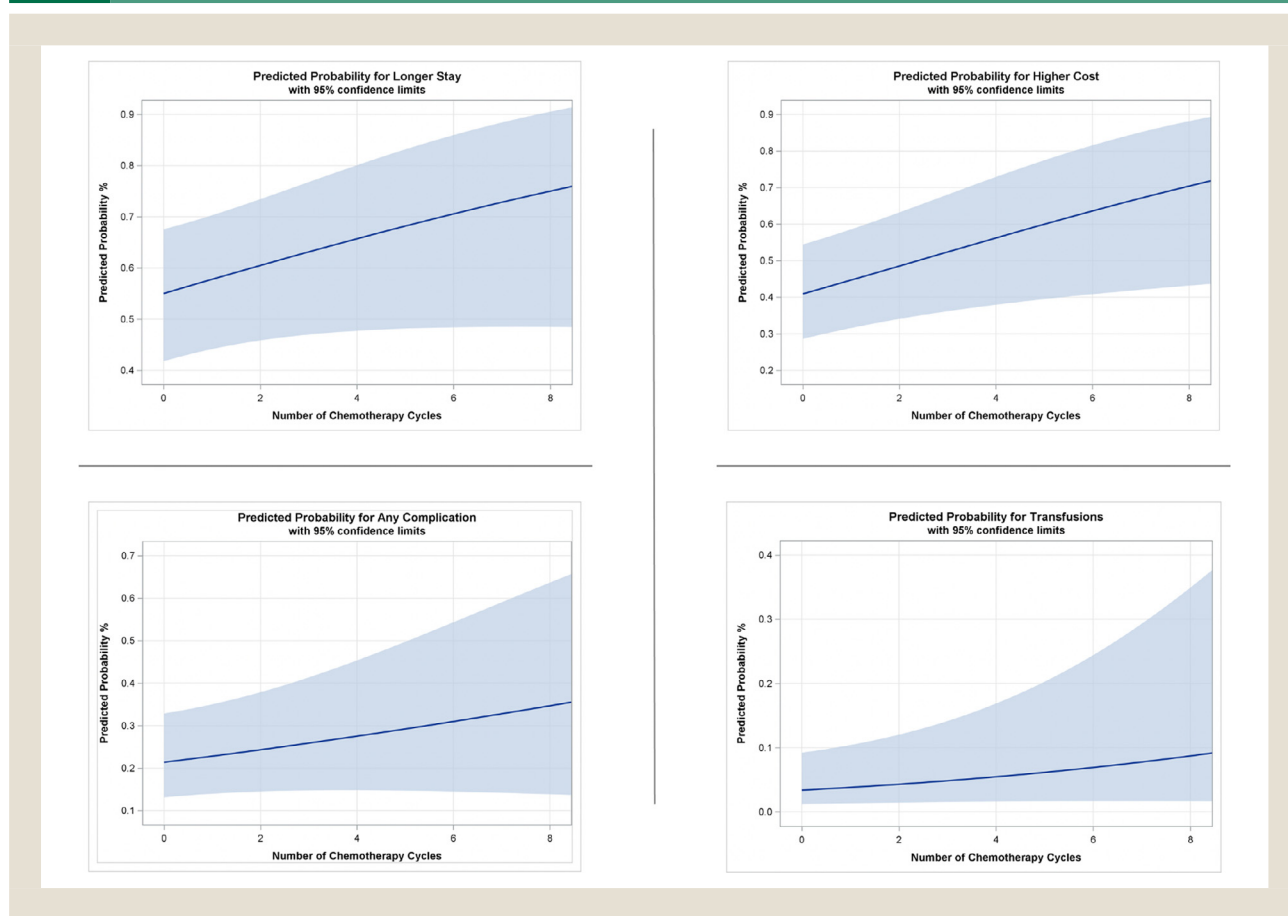 Predicted Probability for Longer Stay
with 95% confidence limits
0.9
0.8
0.7
0.6
0.5
0.4
Predicted Probability %
0 2 4 6 8
Number of Chemotherapy Cycles
Predicted Probability for Higher Cost
with 95% confidence limits
0.9
0.8
0.7
0.6
0.5
0.4
0.3
0.2
Predicted Probability %
0 2 4 6 8
Number of Chemotherapy Cycles
Predicted Probability for Any Complication
with 95% confidence limits
0.7
0.6
0.5
0.4
0.3
0.2
0.1
Predicted Probability %
0 2 4 6 8
Number of Chemotherapy Cycles
Predicted Probability for Transfusions
with 95% confidence limits
0.4
0.3
0.2
0.1
0.0
Predicted Probability %
0 2 4 6 8
Number of Chemotherapy Cycles